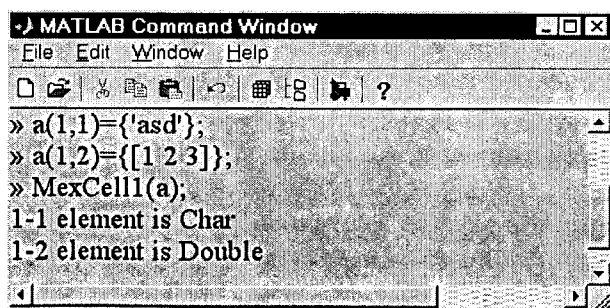 MATLAB Command Window
File Edit Window Help
?
» a(1,1)={'asd'};
» a(1,2)={[1 2 3]};
» MexCell1(a);
1-1 element is Char
1-2 element is Double